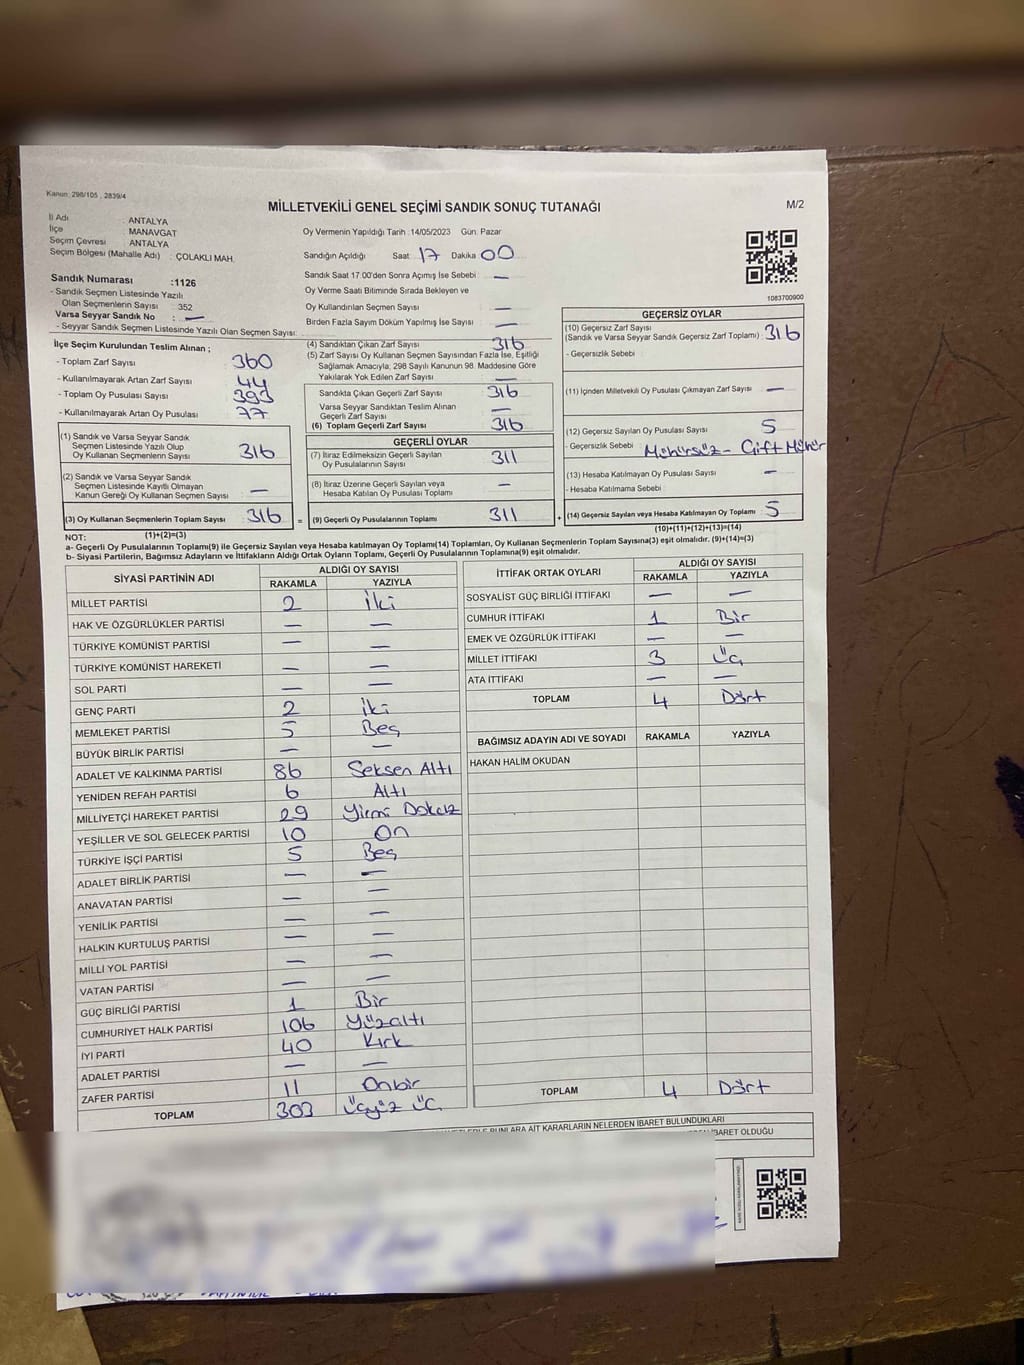 Kanun: 298/105 , 2839/4
MİLLETVEKİLİ GENEL SEÇİMİ SANDIK SONUÇ TUTANAĞI
M/2
İl Adı : ANTALYA
İlçe : MANAVGAT
Seçim Çevresi : ANTALYA
Seçim Bölgesi (Mahalle Adı) : ÇOLAKLI MAH.
Oy Vermenin Yapıldığı Tarih :14/05/2023 Gün: Pazar
Sandığın Açıldığı Saat 17 Dakika 00
Sandık Saat 17:00'den Sonra Açımış İse Sebebi : —
Oy Verme Saati Bitiminde Sırada Bekleyen ve
Oy Kullandırılan Seçmen Sayısı : —
Birden Fazla Sayım Döküm Yapılmış İse Sayısı : —
1083700900
Sandık Numarası :1126
- Sandık Seçmen Listesinde Yazılı
Olan Seçmenlerin Sayısı : 352
Varsa Seyyar Sandık No : —
- Seyyar Sandık Seçmen Listesinde Yazılı Olan Seçmen Sayısı:
İlçe Seçim Kurulundan Teslim Alınan ;
- Toplam Zarf Sayısı : 360
- Kullanılmayarak Artan Zarf Sayısı : 44
- Toplam Oy Pusulası Sayısı : 393
- Kullanılmayarak Artan Oy Pusulası : 77
(1) Sandık ve Varsa Seyyar Sandık
Seçmen Listesinde Yazılı Olup
Oy Kullanan Seçmenlerin Sayısı : 316
(2) Sandık ve Varsa Seyyar Sandık
Seçmen Listesinde Kayıtlı Olmayan
Kanun Gereği Oy Kullanan Seçmen Sayısı : —
(3) Oy Kullanan Seçmenlerin Toplam Sayısı : 316
(1)+(2)=(3)
(4) Sandıktan Çıkan Zarf Sayısı : 316
(5) Zarf Sayısı Oy Kullanan Seçmen Sayısından Fazla İse, Eşitliği
Sağlamak Amacıyla; 298 Sayılı Kanunun 98. Maddesine Göre
Yakılarak Yok Edilen Zarf Sayısı : —
Sandıkta Çıkan Geçerli Zarf Sayısı : 316
Varsa Seyyar Sandıktan Teslim Alınan
Geçerli Zarf Sayısı : —
(6) Toplam Geçerli Zarf Sayısı : 316
GEÇERLİ OYLAR
(7) İtiraz Edilmeksizin Geçerli Sayılan
Oy Pusulalarının Sayısı : 311
(8) İtiraz Üzerine Geçerli Sayılan veya
Hesaba Katılan Oy Pusulası Toplamı : —
= (9) Geçerli Oy Pusulalarının Toplamı : 311
GEÇERSİZ OYLAR
(10) Geçersiz Zarf Sayısı
(Sandık ve Varsa Seyyar Sandık Geçersiz Zarf Toplamı) : 316
- Geçersizlik Sebebi :
(11) İçinden Milletvekili Oy Pusulası Çıkmayan Zarf Sayısı : —
(12) Geçersiz Sayılan Oy Pusulası Sayısı : 5
- Geçersizlik Sebebi : Mühürsüz - Çift Mühür
(13) Hesaba Katılmayan Oy Pusulası Sayısı : —
- Hesaba Katılmama Sebebi :
+ (14) Geçersiz Sayılan veya Hesaba Katılmayan Oy Toplamı : 5
(10)+(11)+(12)+(13)=(14)
NOT:
a- Geçerli Oy Pusulalarının Toplamı(9) ile Geçersiz Sayılan veya Hesaba katılmayan Oy Toplamı(14) Toplamları, Oy Kullanan Seçmenlerin Toplam Sayısına(3) eşit olmalıdır. (9)+(14)=(3)
b- Siyasi Partilerin, Bağımsız Adayların ve İttifakların Aldığı Ortak Oyların Toplamı, Geçerli Oy Pusulalarının Toplamına(9) eşit olmalıdır.
SİYASİ PARTİNİN ADI ALDIĞI OY SAYISI
RAKAMLA YAZIYLA
MİLLET PARTİSİ 2 İki
HAK VE ÖZGÜRLÜKLER PARTİSİ — —
TÜRKİYE KOMÜNİST PARTİSİ — —
TÜRKİYE KOMÜNİST HAREKETİ — —
SOL PARTİ — —
GENÇ PARTİ 2 İki
MEMLEKET PARTİSİ 5 Beş
BÜYÜK BİRLİK PARTİSİ — —
ADALET VE KALKINMA PARTİSİ 86 Seksen Altı
YENİDEN REFAH PARTİSİ 6 Altı
MİLLİYETÇİ HAREKET PARTİSİ 29 Yirmi Dokuz
YEŞİLLER VE SOL GELECEK PARTİSİ 10 On
TÜRKİYE İŞÇİ PARTİSİ 5 Beş
ADALET BİRLİK PARTİSİ — —
ANAVATAN PARTİSİ — —
YENİLİK PARTİSİ — —
HALKIN KURTULUŞ PARTİSİ — —
MİLLİ YOL PARTİSİ — —
VATAN PARTİSİ — —
GÜÇ BİRLİĞİ PARTİSİ 1 Bir
CUMHURİYET HALK PARTİSİ 106 Yüzaltı
İYİ PARTİ 40 Kırk
ADALET PARTİSİ — —
ZAFER PARTİSİ 11 Onbir
TOPLAM 303 Üçyüz Üç
İTTİFAK ORTAK OYLARI ALDIĞI OY SAYISI
RAKAMLA YAZIYLA
SOSYALİST GÜÇ BİRLİĞİ İTTİFAKI — —
CUMHUR İTTİFAKI 1 Bir
EMEK VE ÖZGÜRLÜK İTTİFAKI — —
MİLLET İTTİFAKI 3 Üç
ATA İTTİFAKI — —
TOPLAM 4 Dört
BAĞIMSIZ ADAYIN ADI VE SOYADI RAKAMLA YAZIYLA
HAKAN HALİM OKUDAN
TOPLAM 4 Dört
BUNLARA AİT KARARLARIN NELERDEN İBARET BULUNDUKLARI
İBARET OLDUĞU